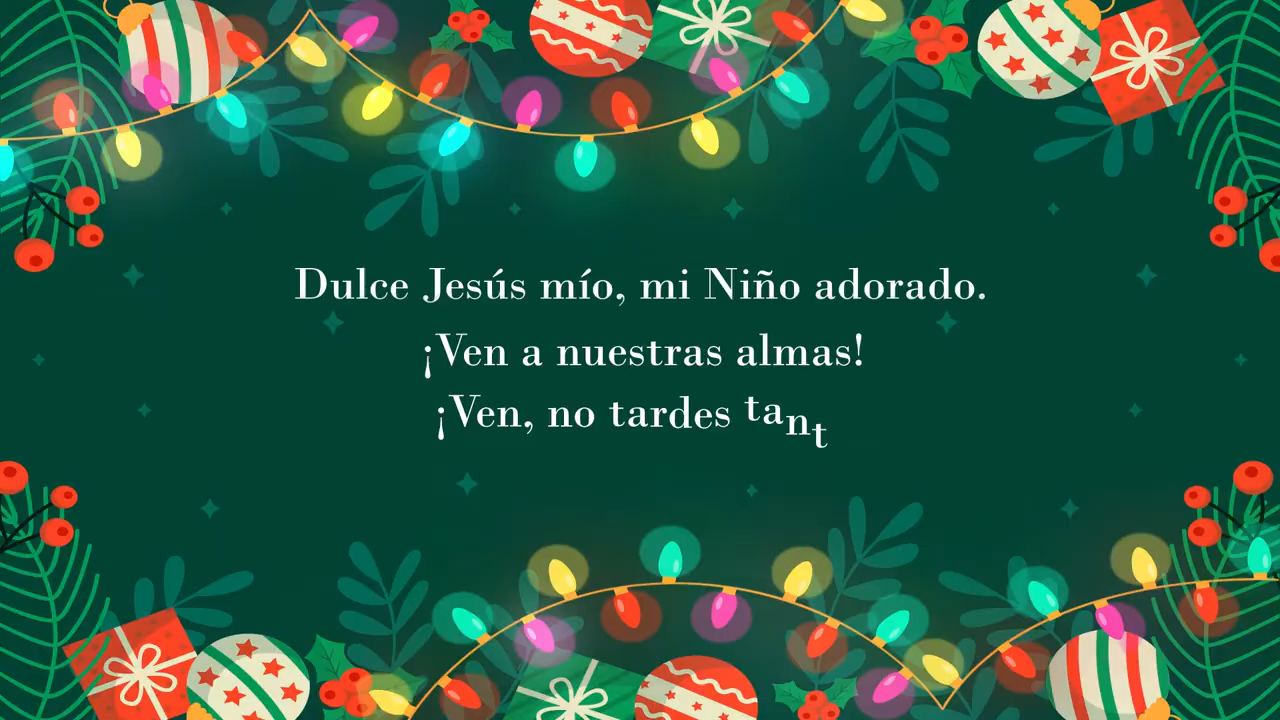 Dulce Jesús mío, mi Niño adorado.
¡Ven a nuestras almas!
¡Ven, no tardes tant